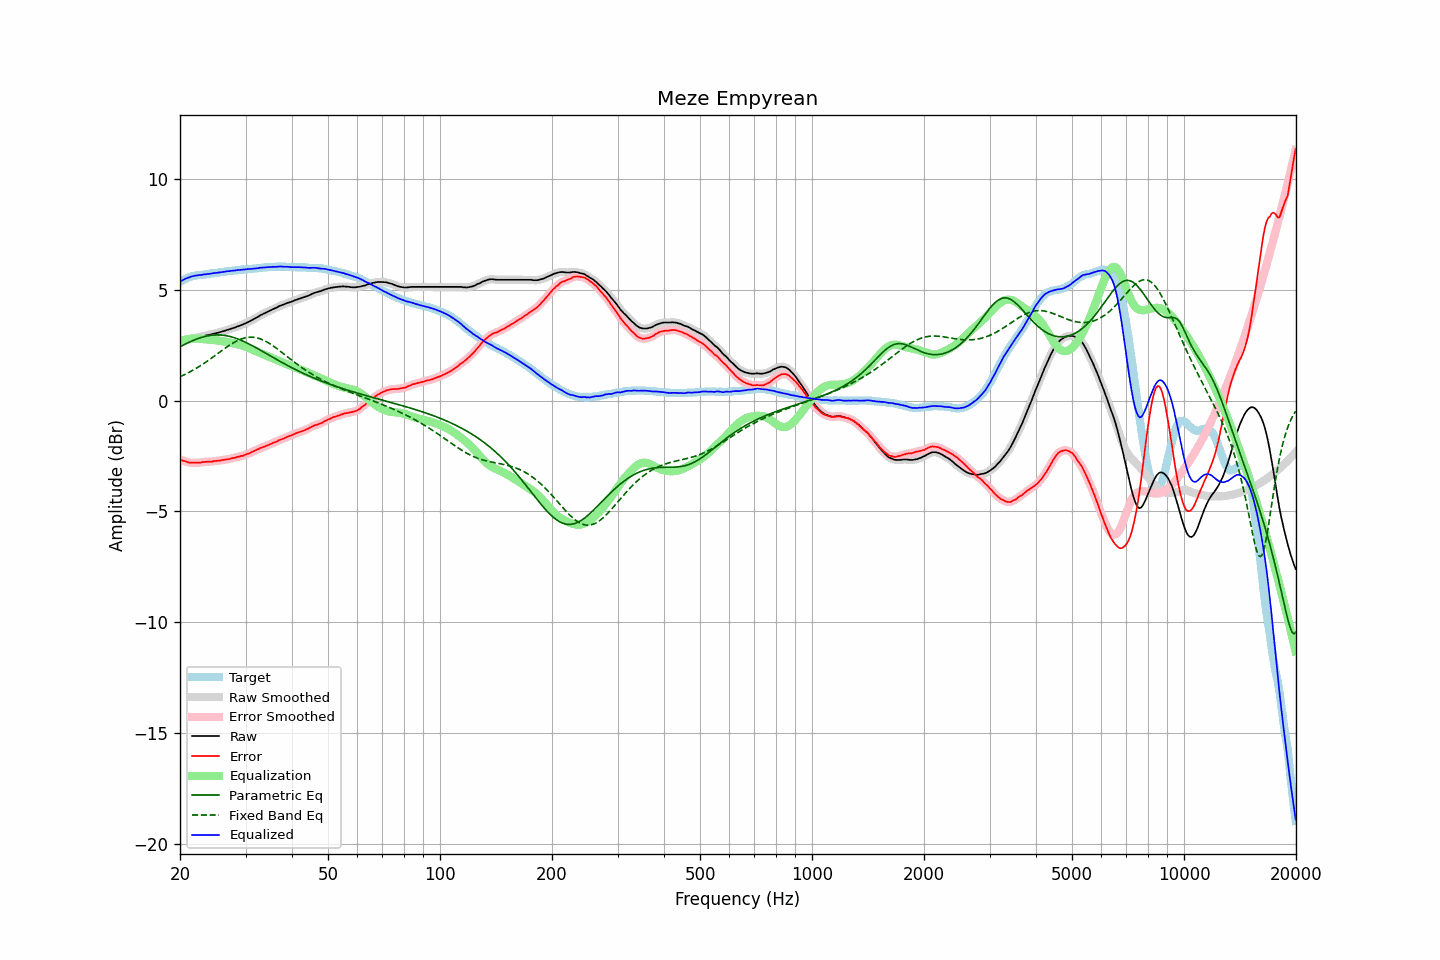 Meze Empyrean
10
5
0
−5
−10
−15
−20
Amplitude (dBr)
Target
Raw Smoothed
Error Smoothed
Raw
Error
Equalization
Parametric Eq
Fixed Band Eq
Equalized
20 50 100 200 500 1000 2000 5000 10000 20000
Frequency (Hz)